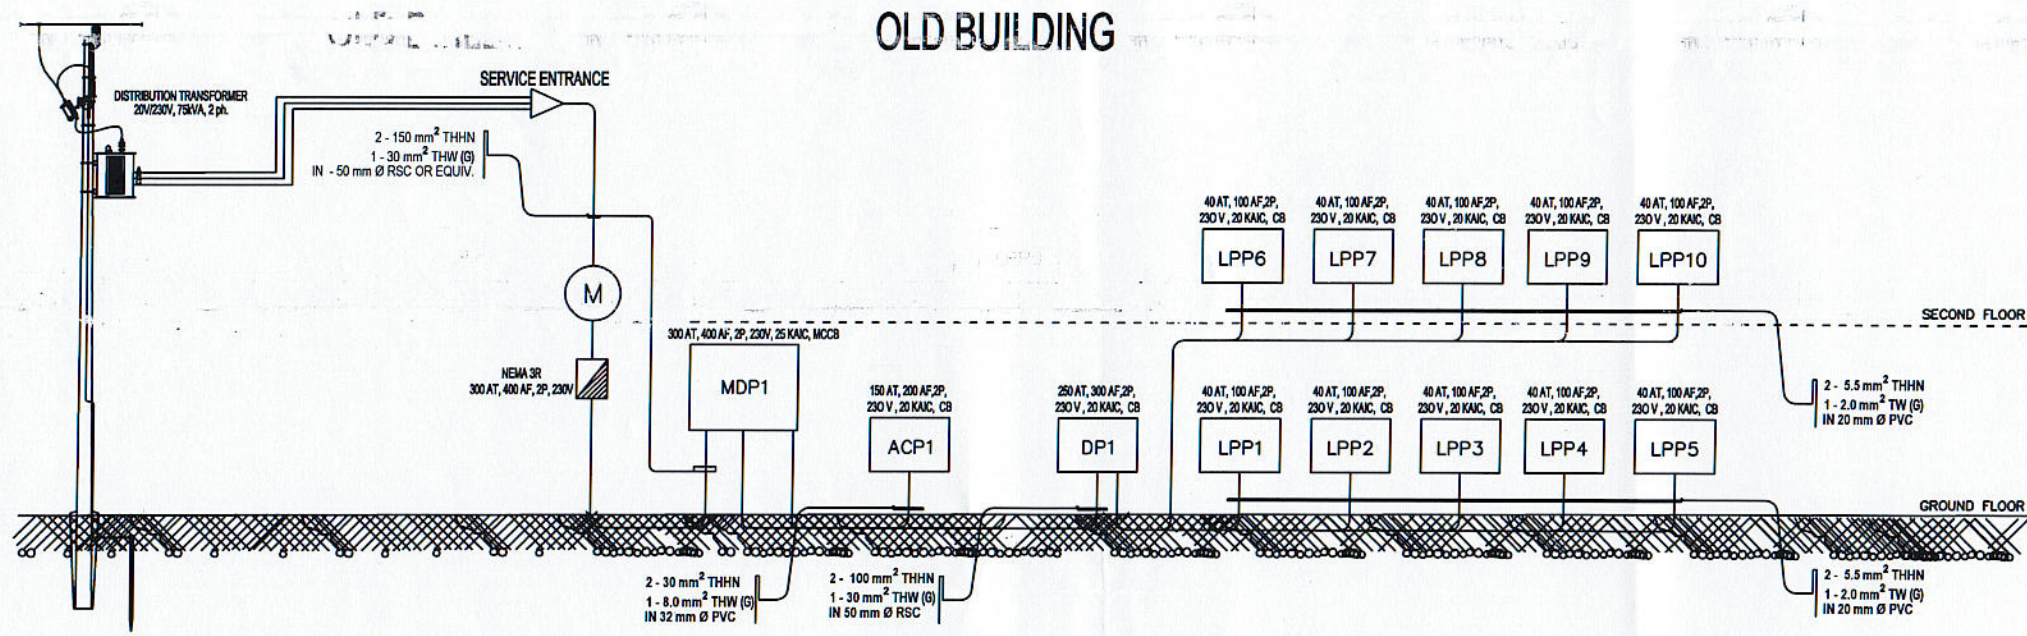 OLD BUILDING
DISTRIBUTION TRANSFORMER
20V/230V, 75kVA, 2 ph.
SERVICE ENTRANCE
2 - 150 mm² THHN
1 - 30 mm² THW (G)
IN - 50 mm Ø RSC OR EQUIV.
M
NEMA 3R
300 AT, 400 AF, 2P, 230V
300 AT, 400 AF, 2P, 230V, 25 KAIC, MCCB
MDP1
150 AT, 200 AF,2P,
230 V , 20 KAIC, CB
ACP1
250 AT, 300 AF,2P,
230 V , 20 KAIC, CB
DP1
40 AT, 100 AF,2P,
230 V , 20 KAIC, CB
LPP6
40 AT, 100 AF,2P,
230 V , 20 KAIC, CB
LPP7
40 AT, 100 AF,2P,
230 V , 20 KAIC, CB
LPP8
40 AT, 100 AF,2P,
230 V , 20 KAIC, CB
LPP9
40 AT, 100 AF,2P,
230 V , 20 KAIC, CB
LPP10
SECOND FLOOR
2 - 5.5 mm² THHN
1 - 2.0 mm² TW (G)
IN 20 mm Ø PVC
40 AT, 100 AF,2P,
230 V , 20 KAIC, CB
LPP1
40 AT, 100 AF,2P,
230 V , 20 KAIC, CB
LPP2
40 AT, 100 AF,2P,
230 V , 20 KAIC, CB
LPP3
40 AT, 100 AF,2P,
230 V , 20 KAIC, CB
LPP4
40 AT, 100 AF,2P,
230 V , 20 KAIC, CB
LPP5
GROUND FLOOR
2 - 30 mm² THHN
1 - 8.0 mm² THW (G)
IN 32 mm Ø PVC
2 - 100 mm² THHN
1 - 30 mm² THW (G)
IN 50 mm Ø RSC
2 - 5.5 mm² THHN
1 - 2.0 mm² TW (G)
IN 20 mm Ø PVC